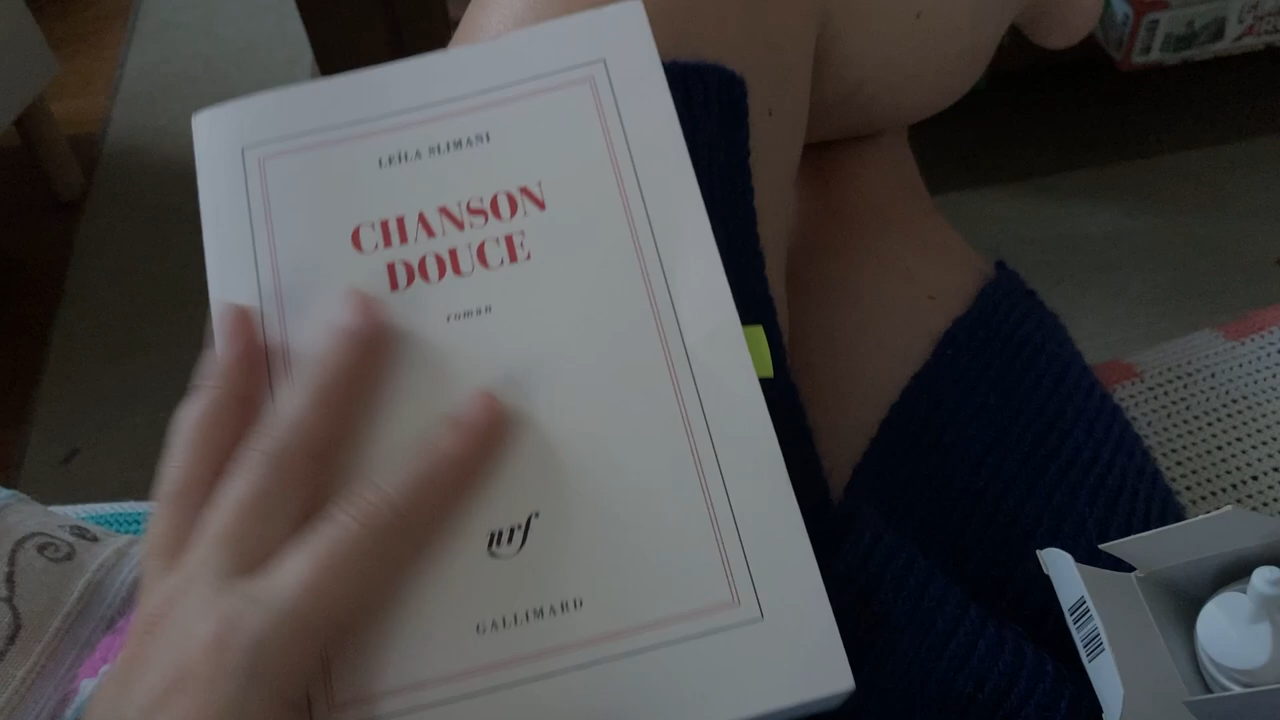 LEÏLA SLIMANI
CHANSON
DOUCE
roman
nrf
GALLIMARD